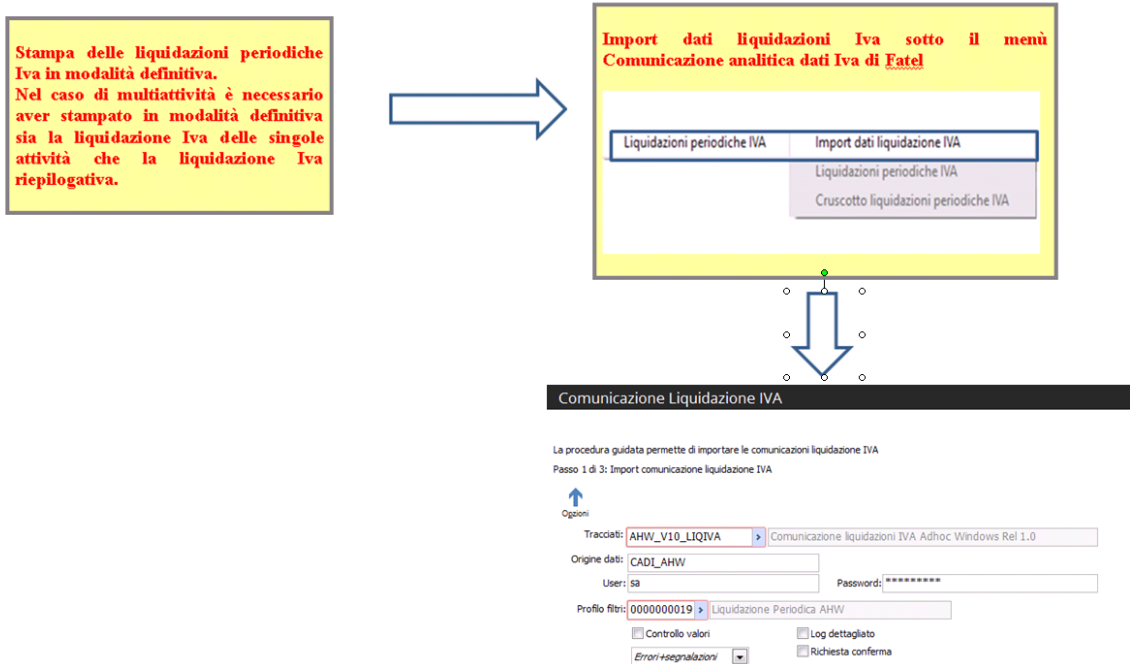 Stampa delle liquidazioni periodiche
Iva in modalità definitiva.
Nel caso di multiattività è necessario
aver stampato in modalità definitiva
sia la liquidazione Iva delle singole
attività che la liquidazione Iva
riepilogativa.
Import dati liquidazioni Iva sotto il menù
Comunicazione analitica dati Iva di Fatel
Liquidazioni periodiche IVA
Import dati liquidazione IVA
Liquidazioni periodiche IVA
Cruscotto liquidazioni periodiche IVA
Comunicazione Liquidazione IVA
La procedura guidata permette di importare le comunicazioni liquidazione IVA
Passo 1 di 3: Import comunicazione liquidazione IVA
Opzioni
Tracciati: AHW_V10_LIQIVA > Comunicazione liquidazioni IVA Adhoc Windows Rel 1.0
Origine dati: CADI_AHW
User: sa Password: *********
Profilo filtri: 0000000019 > Liquidazione Periodica AHW
Controllo valori Log dettagliato
Errori+segnalazioni Richiesta conferma